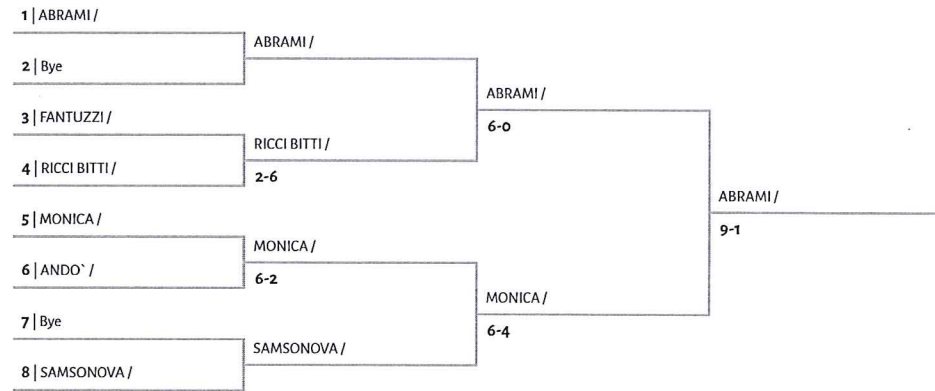 1 | ABRAMI /
ABRAMI /
2 | Bye
ABRAMI /
6-0
3 | FANTUZZI /
RICCI BITTI /
2-6
4 | RICCI BITTI /
ABRAMI /
9-1
5 | MONICA /
MONICA /
6-2
6 | ANDO` /
MONICA /
6-4
7 | Bye
SAMSONOVA /
8 | SAMSONOVA /